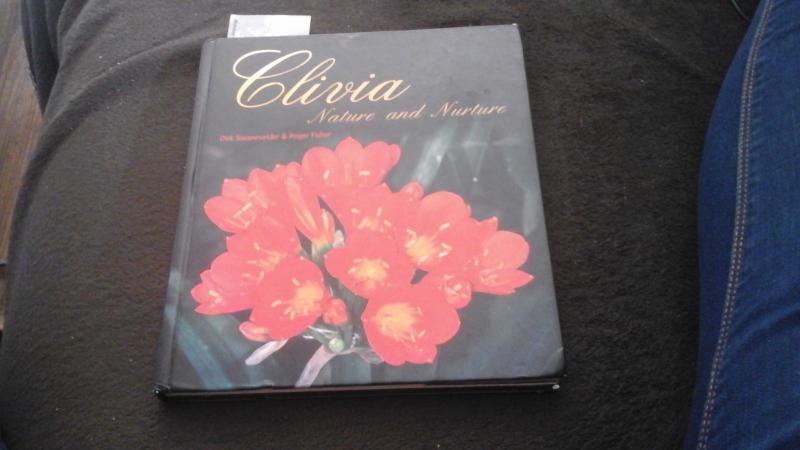 Clivia
Nature and Nurture
Dirk Swanevelder & Roger Fisher